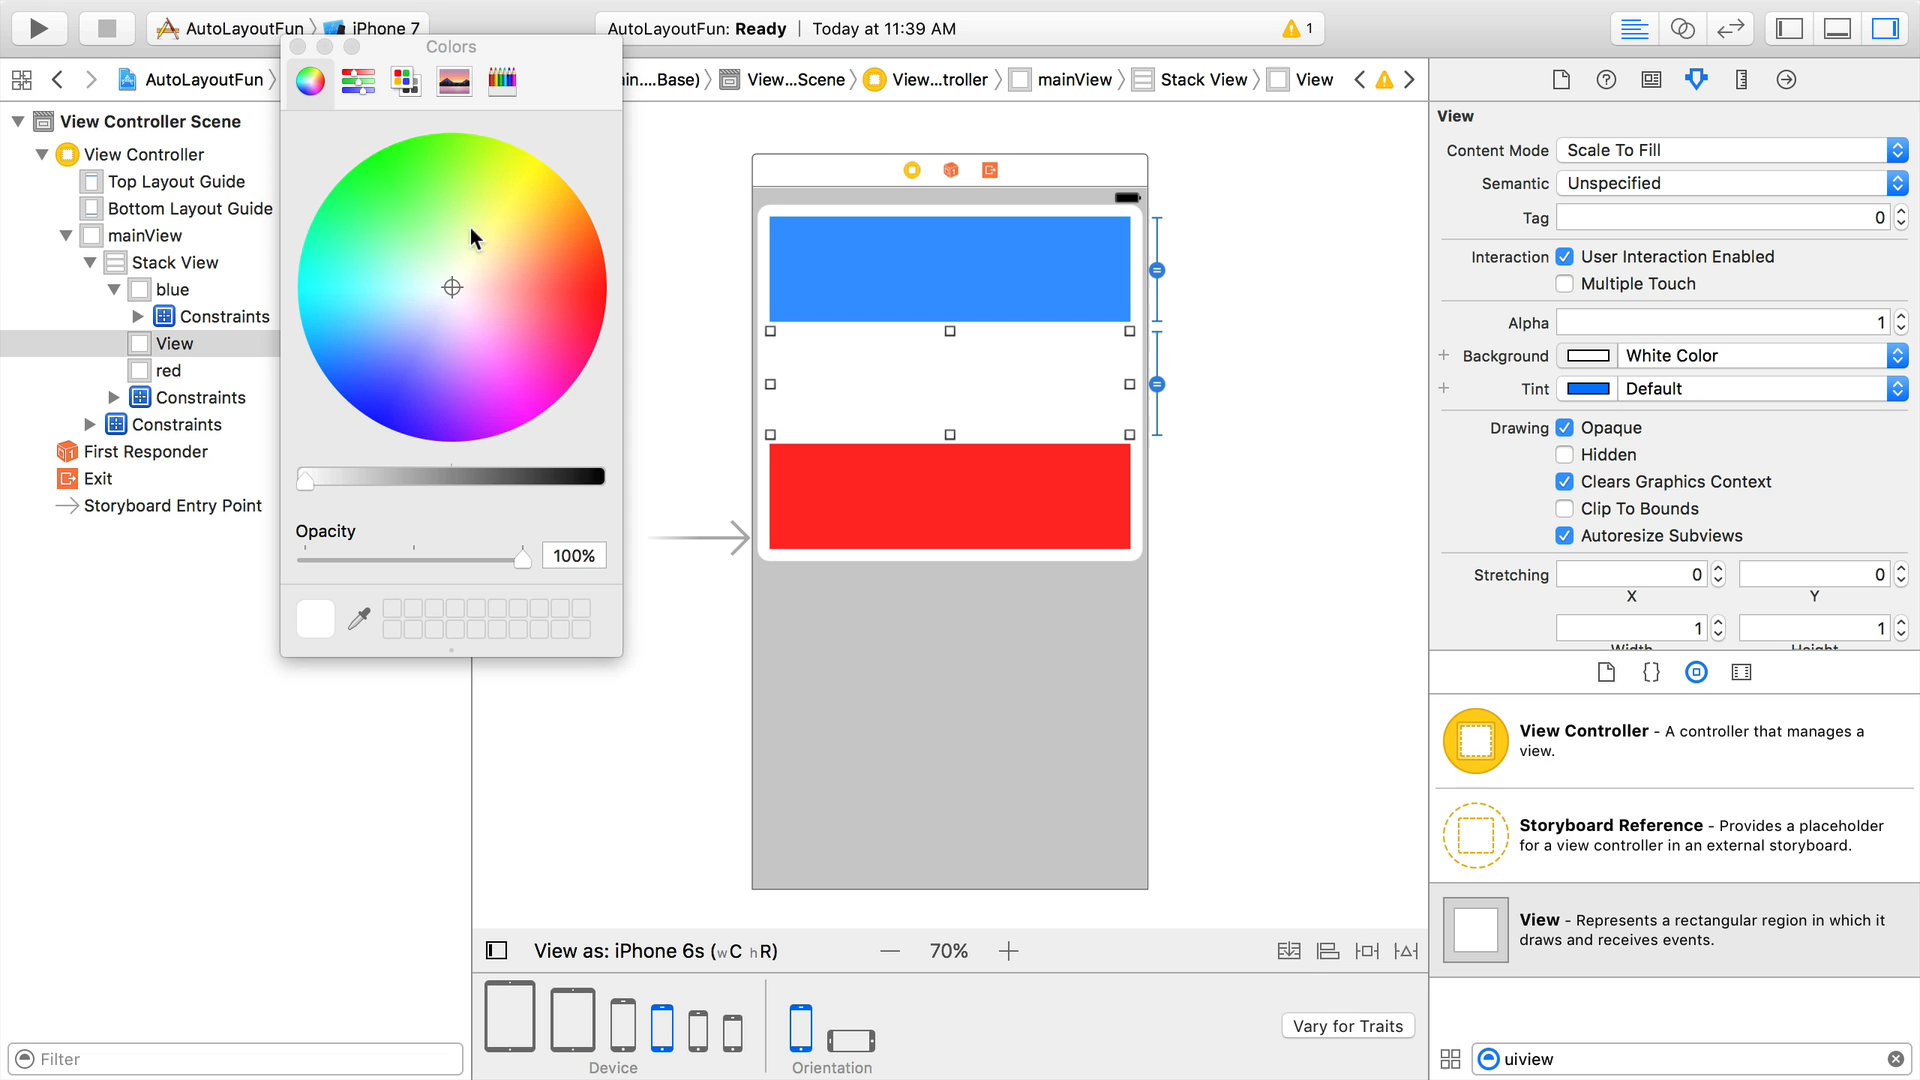 AutoLayoutFun
iPhone 7
AutoLayoutFun: Ready | Today at 11:39 AM
1
Colors
AutoLayoutFun
ain....Base)
View...Scene
View...troller
mainView
Stack View
View
View Controller Scene
View Controller
Top Layout Guide
Bottom Layout Guide
mainView
Stack View
blue
Constraints
View
red
Constraints
Constraints
First Responder
Exit
Storyboard Entry Point
Filter
Opacity
100%
View as: iPhone 6s (wC hR)
70%
Device
Orientation
Vary for Traits
View
Content Mode Scale To Fill
Semantic Unspecified
Tag 0
Interaction User Interaction Enabled
Multiple Touch
Alpha 1
Background White Color
Tint Default
Drawing Opaque
Hidden
Clears Graphics Context
Clip To Bounds
Autoresize Subviews
Stretching 0 0
X Y
1 1
Width Height
View Controller - A controller that manages a
view.
Storyboard Reference - Provides a placeholder
for a view controller in an external storyboard.
View - Represents a rectangular region in which it
draws and receives events.
uiview